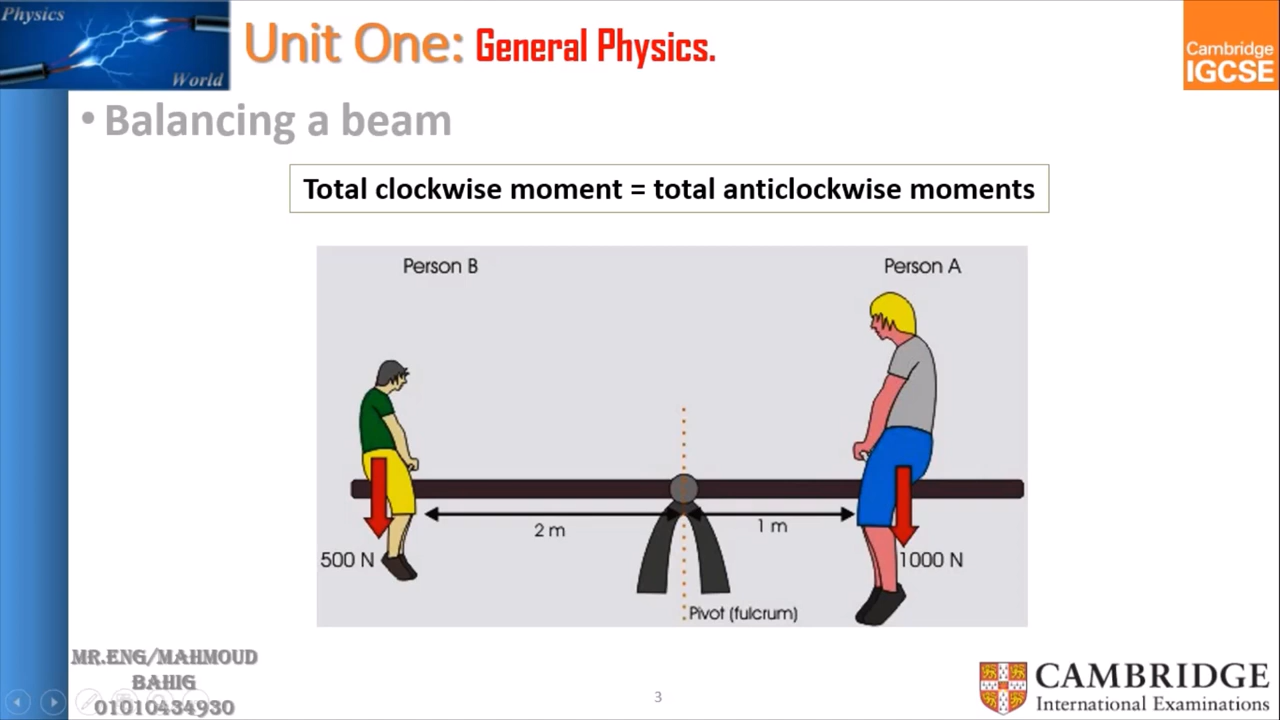 Physics
World
Unit One: General Physics.
Cambridge
IGCSE
• Balancing a beam
Total clockwise moment = total anticlockwise moments
Person B
Person A
2 m
1 m
500 N
1000 N
Pivot (fulcrum)
MR.ENG/MAHMOUD
BAHIG
01010434930
3
CAMBRIDGE
International Examinations